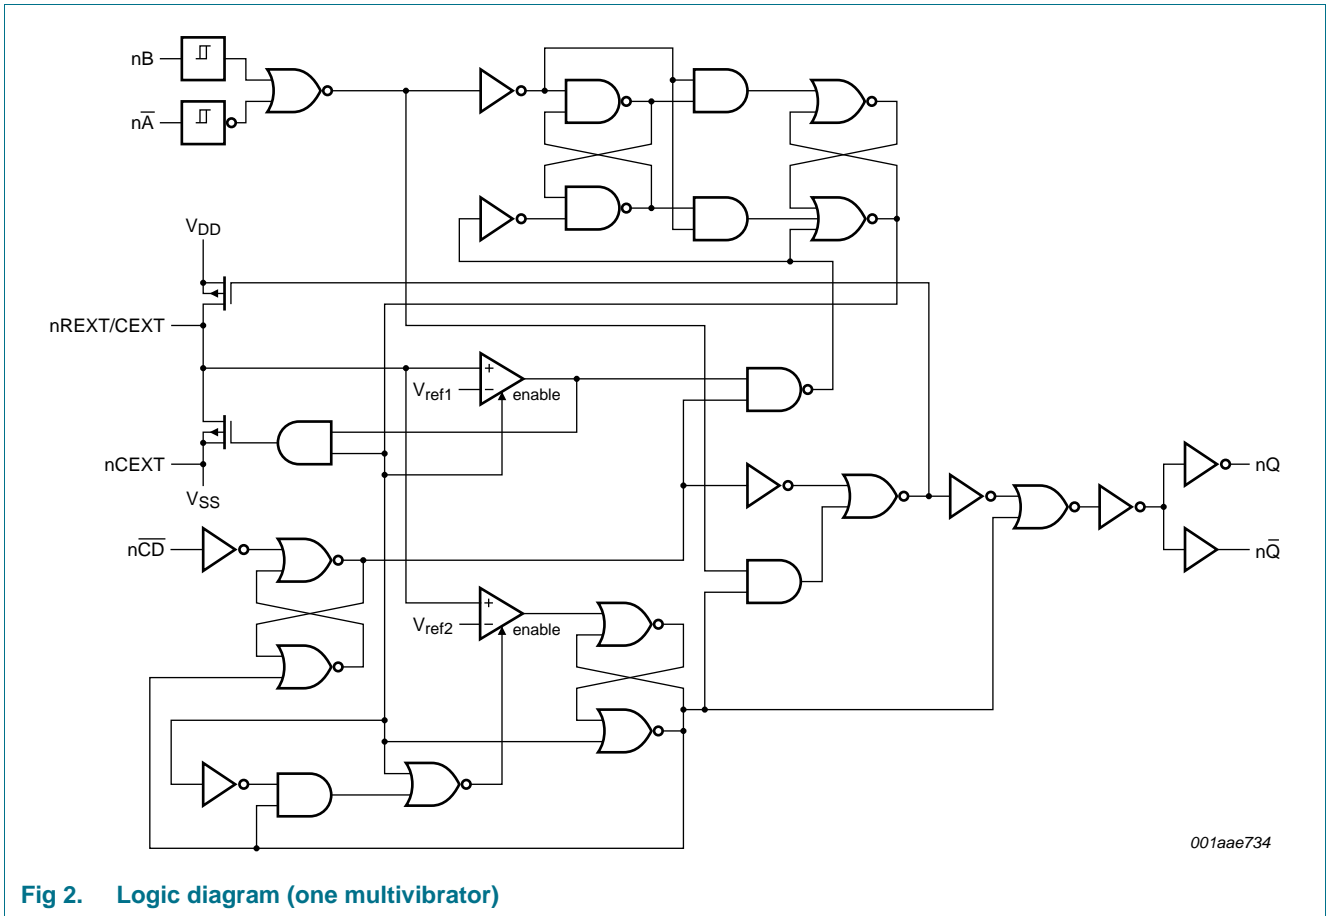 nB
nA̅
VDD
nREXT/CEXT
+
Vref1
−
enable
nCEXT
VSS
nQ
nC̅D̅
nQ̅
+
Vref2
−
enable
001aae734
Fig 2. Logic diagram (one multivibrator)